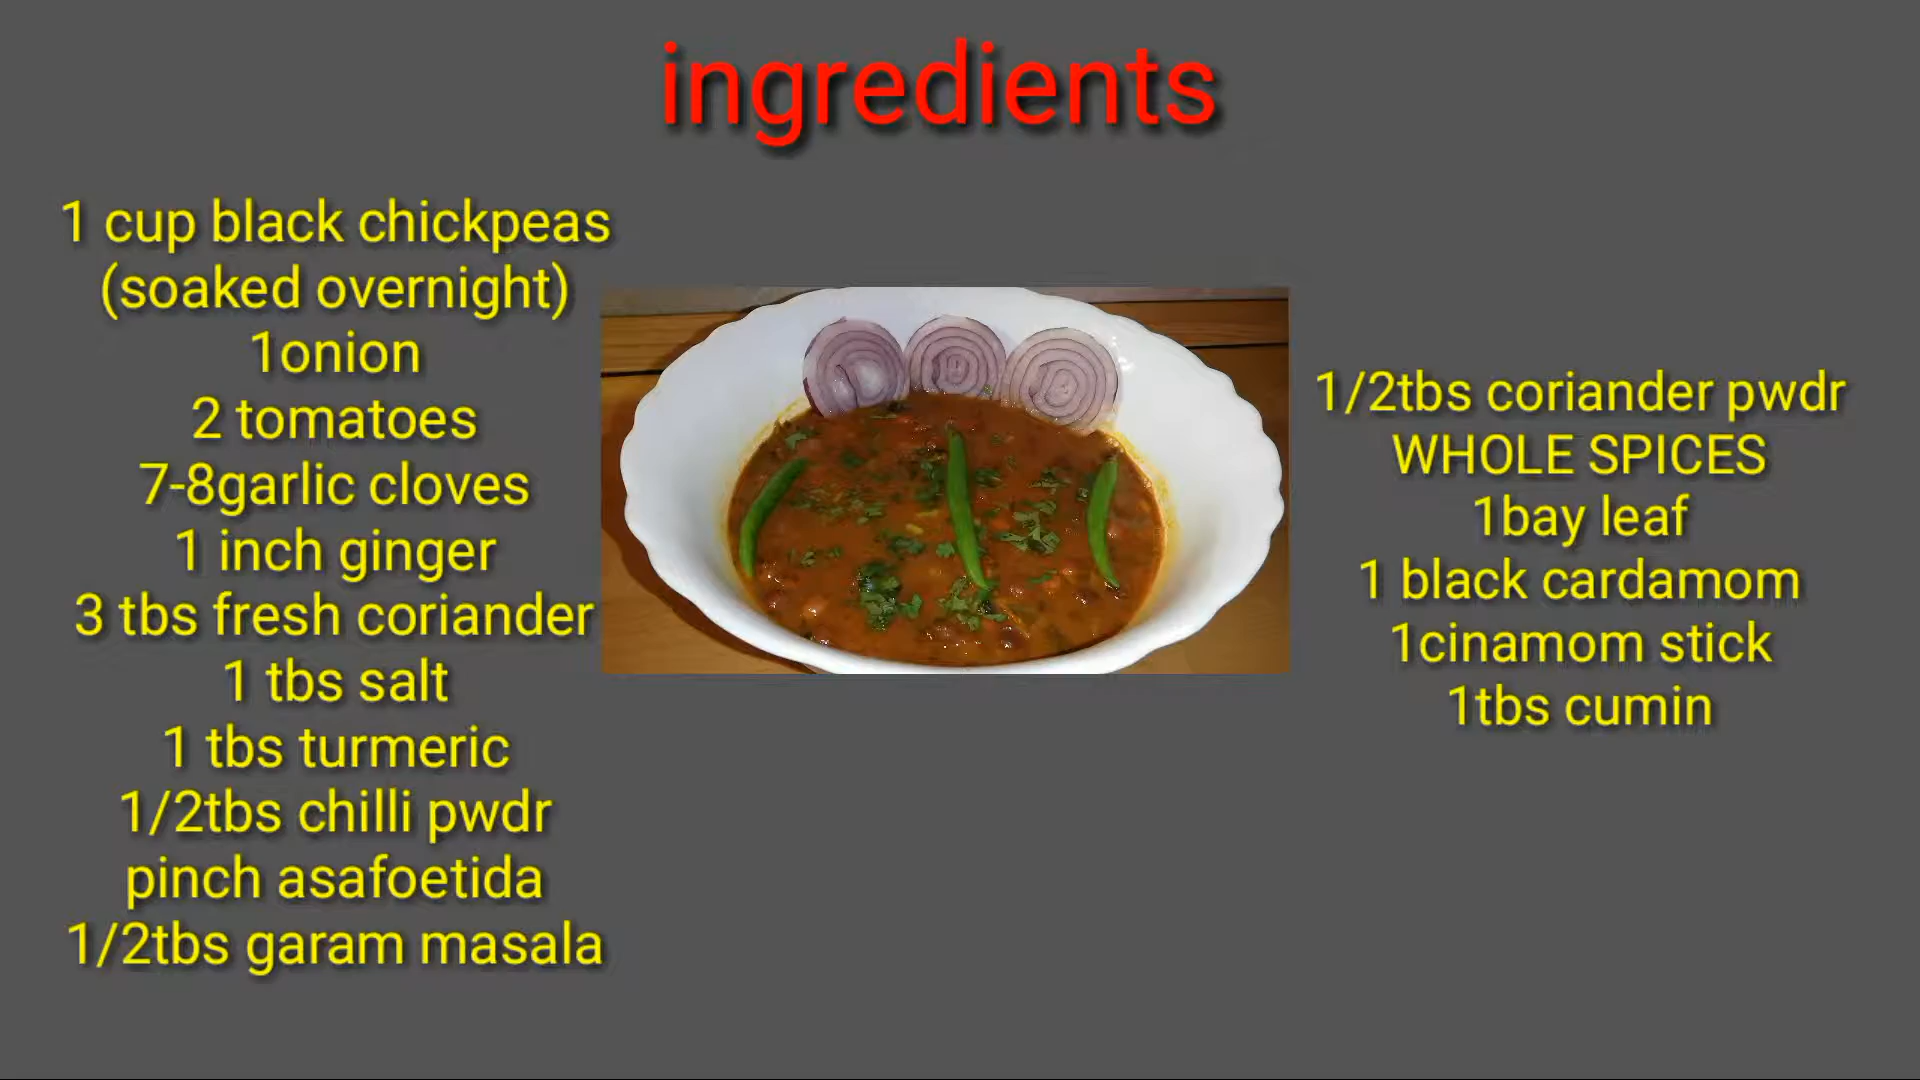 ingredients
1 cup black chickpeas
(soaked overnight)
1onion
2 tomatoes
7-8garlic cloves
1 inch ginger
3 tbs fresh coriander
1 tbs salt
1 tbs turmeric
1/2tbs chilli pwdr
pinch asafoetida
1/2tbs garam masala
1/2tbs coriander pwdr
WHOLE SPICES
1bay leaf
1 black cardamom
1cinamom stick
1tbs cumin